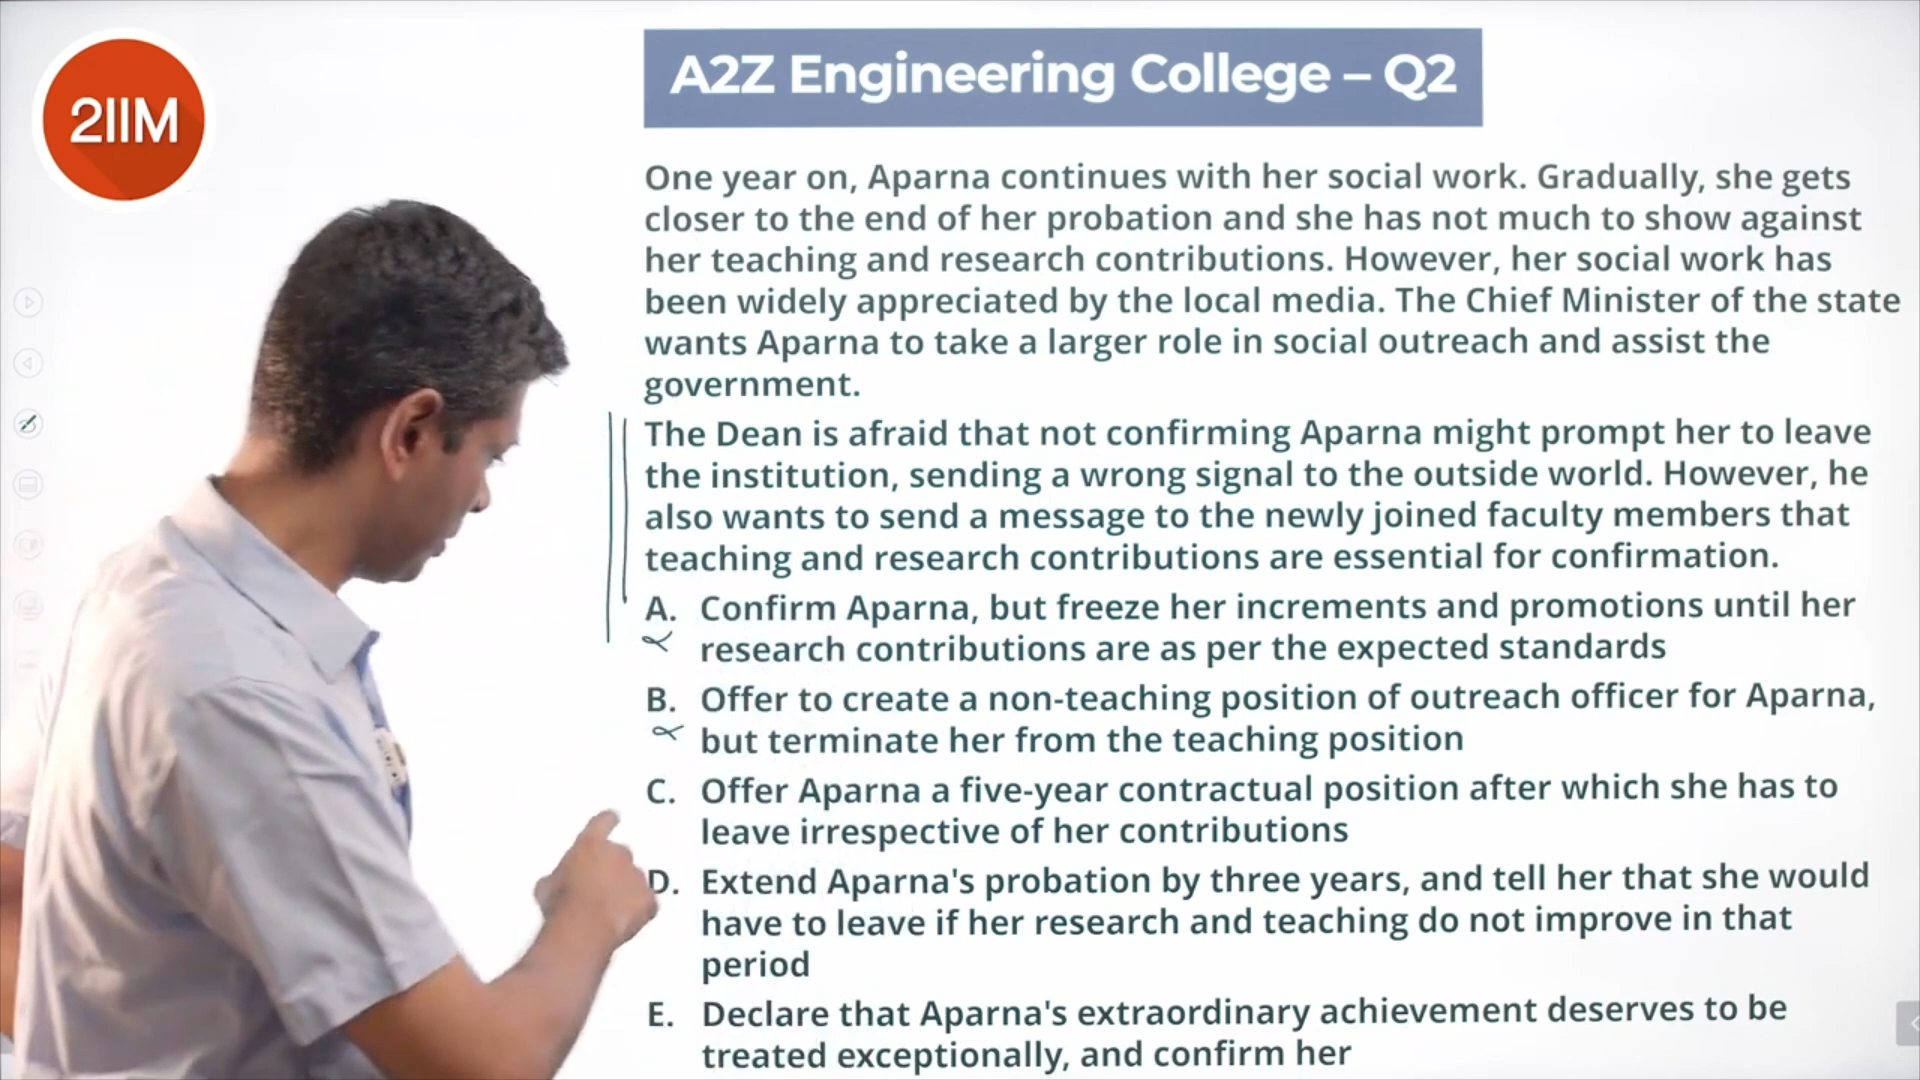 2IIM
A2Z Engineering College – Q2
One year on, Aparna continues with her social work. Gradually, she gets
closer to the end of her probation and she has not much to show against
her teaching and research contributions. However, her social work has
been widely appreciated by the local media. The Chief Minister of the state
wants Aparna to take a larger role in social outreach and assist the
government.
The Dean is afraid that not confirming Aparna might prompt her to leave
the institution, sending a wrong signal to the outside world. However, he
also wants to send a message to the newly joined faculty members that
teaching and research contributions are essential for confirmation.
A. Confirm Aparna, but freeze her increments and promotions until her
research contributions are as per the expected standards
B. Offer to create a non-teaching position of outreach officer for Aparna,
but terminate her from the teaching position
C. Offer Aparna a five-year contractual position after which she has to
leave irrespective of her contributions
D. Extend Aparna's probation by three years, and tell her that she would
have to leave if her research and teaching do not improve in that
period
E. Declare that Aparna's extraordinary achievement deserves to be
treated exceptionally, and confirm her